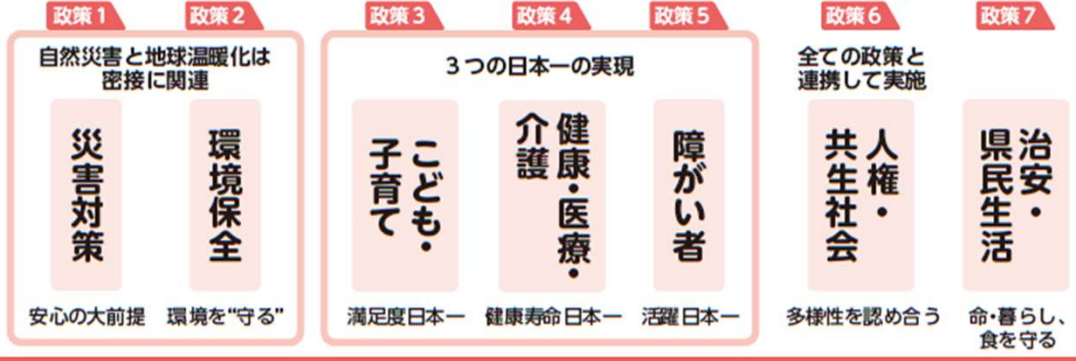 政策1
政策2
政策3
政策4
政策5
政策6
政策7
自然災害と地球温暖化は
密接に関連
3つの日本一の実現
全ての政策と
連携して実施
災害対策
環境保全
こども・
子育て
健康・医療・
介護
障がい者
人権・
共生社会
治安・
県民生活
安心の大前提
環境を“守る”
満足度日本一
健康寿命日本一
活躍日本一
多様性を認め合う
命・暮らし、
食を守る